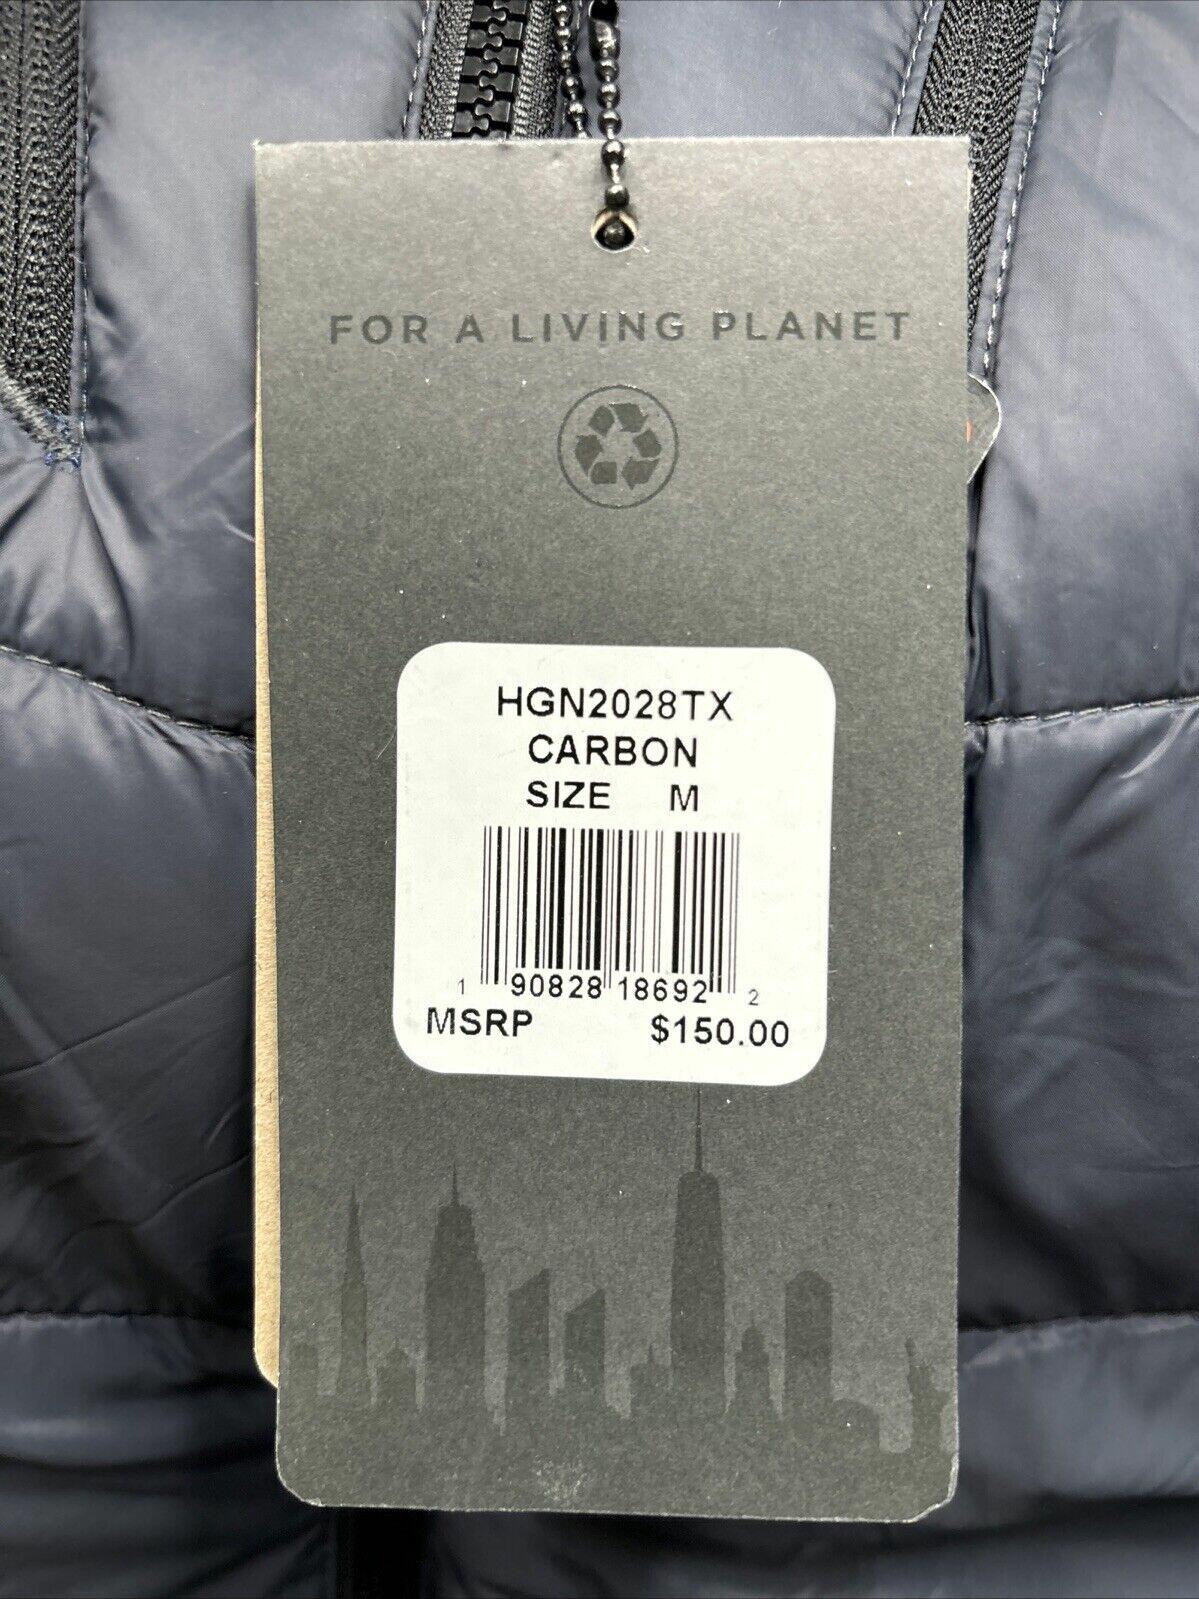 FOR A LIVING PLANET
HGN2028TX
CARBON
SIZE M
1 90828 18692 2
MSRP $150.00